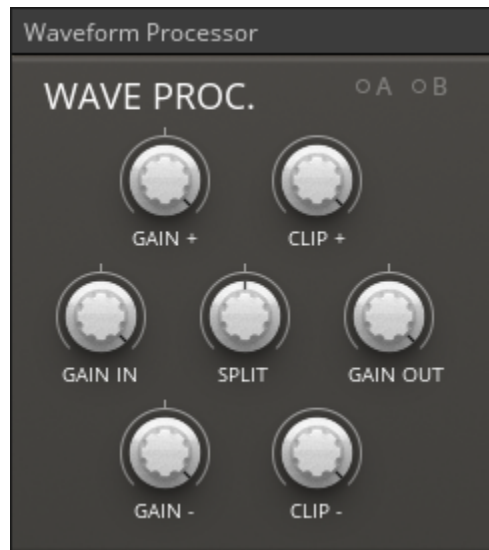 Waveform Processor
WAVE PROC.
A B
GAIN + CLIP +
GAIN IN SPLIT GAIN OUT
GAIN - CLIP -